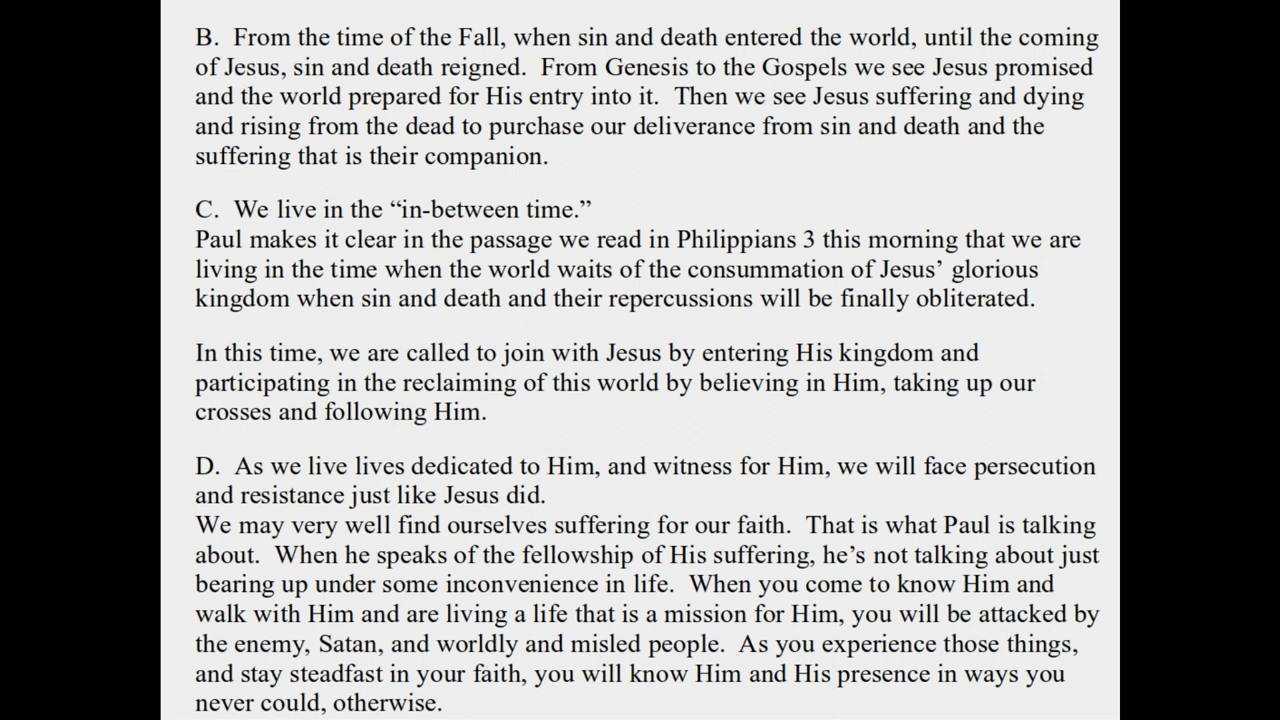 B.  From the time of the Fall, when sin and death entered the world, until the coming
of Jesus, sin and death reigned.  From Genesis to the Gospels we see Jesus promised
and the world prepared for His entry into it.  Then we see Jesus suffering and dying
and rising from the dead to purchase our deliverance from sin and death and the
suffering that is their companion.
C.  We live in the “in-between time.”
Paul makes it clear in the passage we read in Philippians 3 this morning that we are
living in the time when the world waits of the consummation of Jesus’ glorious
kingdom when sin and death and their repercussions will be finally obliterated.
In this time, we are called to join with Jesus by entering His kingdom and
participating in the reclaiming of this world by believing in Him, taking up our
crosses and following Him.
D.  As we live lives dedicated to Him, and witness for Him, we will face persecution
and resistance just like Jesus did.
We may very well find ourselves suffering for our faith.  That is what Paul is talking
about.  When he speaks of the fellowship of His suffering, he’s not talking about just
bearing up under some inconvenience in life.  When you come to know Him and
walk with Him and are living a life that is a mission for Him, you will be attacked by
the enemy, Satan, and worldly and misled people.  As you experience those things,
and stay steadfast in your faith, you will know Him and His presence in ways you
never could, otherwise.